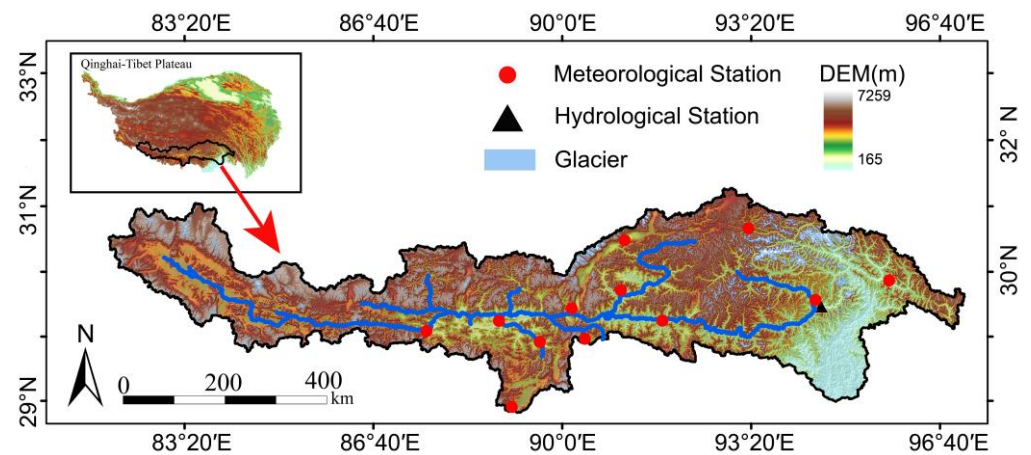 83°20′E 86°40′E 90°0′E 93°20′E 96°40′E
33°N
31°N
29°N
Qinghai-Tibet Plateau
Meteorological Station
Hydrological Station
Glacier
DEM(m)
7259
165
32° N
30°N
N
0 200 400
km
83°20′E 86°40′E 90°0′E 93°20′E 96°40′E